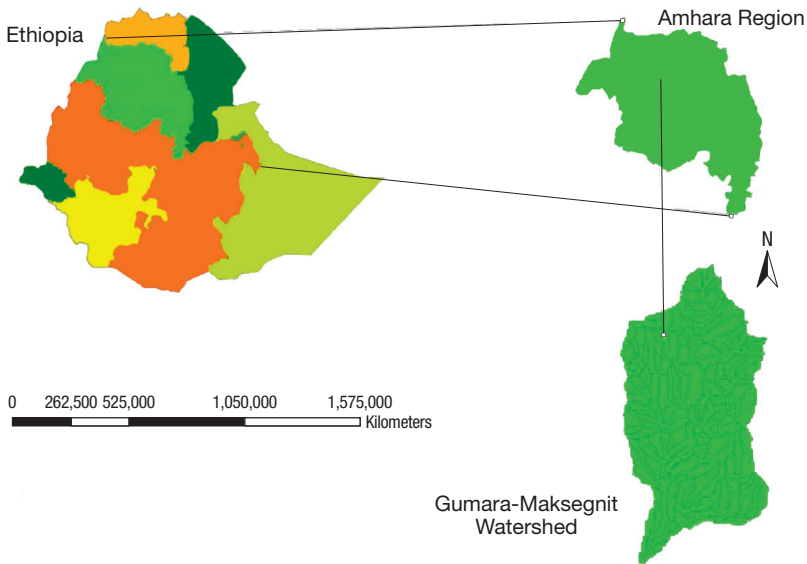 Ethiopia
Amhara Region
N
0 262,500 525,000 1,050,000 1,575,000
Kilometers
Gumara-Maksegnit
Watershed